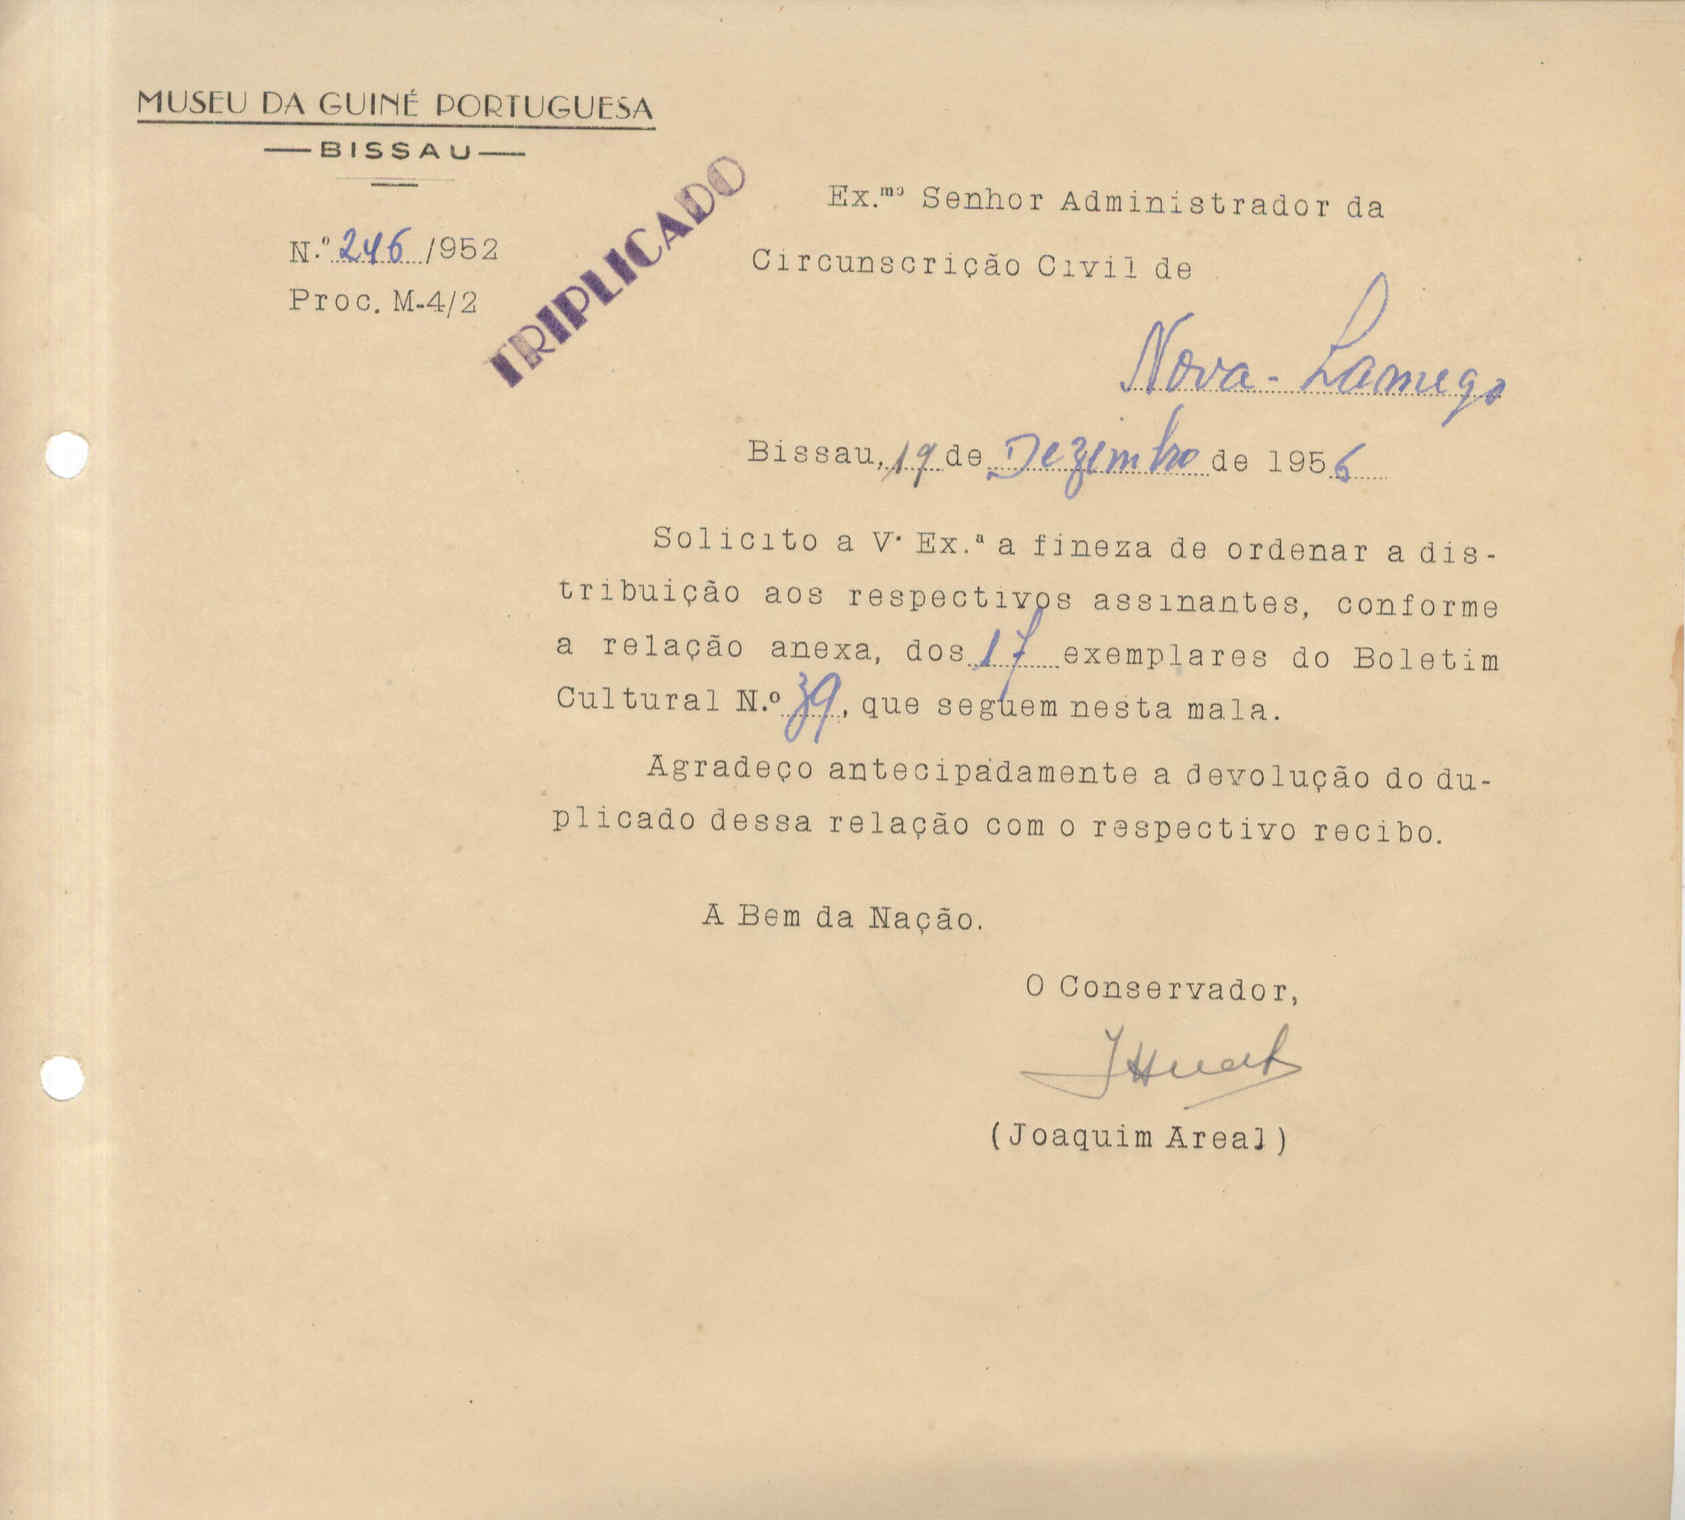 MUSEU DA GUINÉ PORTUGUESA
BISSAU
N.º 246/952
Proc. M-4/2
TRIPLICADO
Ex.mo Senhor Administrador da
Circunscrição Civil de
Nova-Lamego
Bissau, 19 de Dezembro de 1956
Solicito a V. Ex.ª a fineza de ordenar a dis-
tribuição aos respectivos assinantes, conforme
a relação anexa, dos 17 exemplares do Boletim
Cultural N.º 39, que seguem nesta mala.
Agradeço antecipadamente a devolução do du-
plicado dessa relação com o respectivo recibo.
A Bem da Nação.
O Conservador,
(Joaquim Areal)